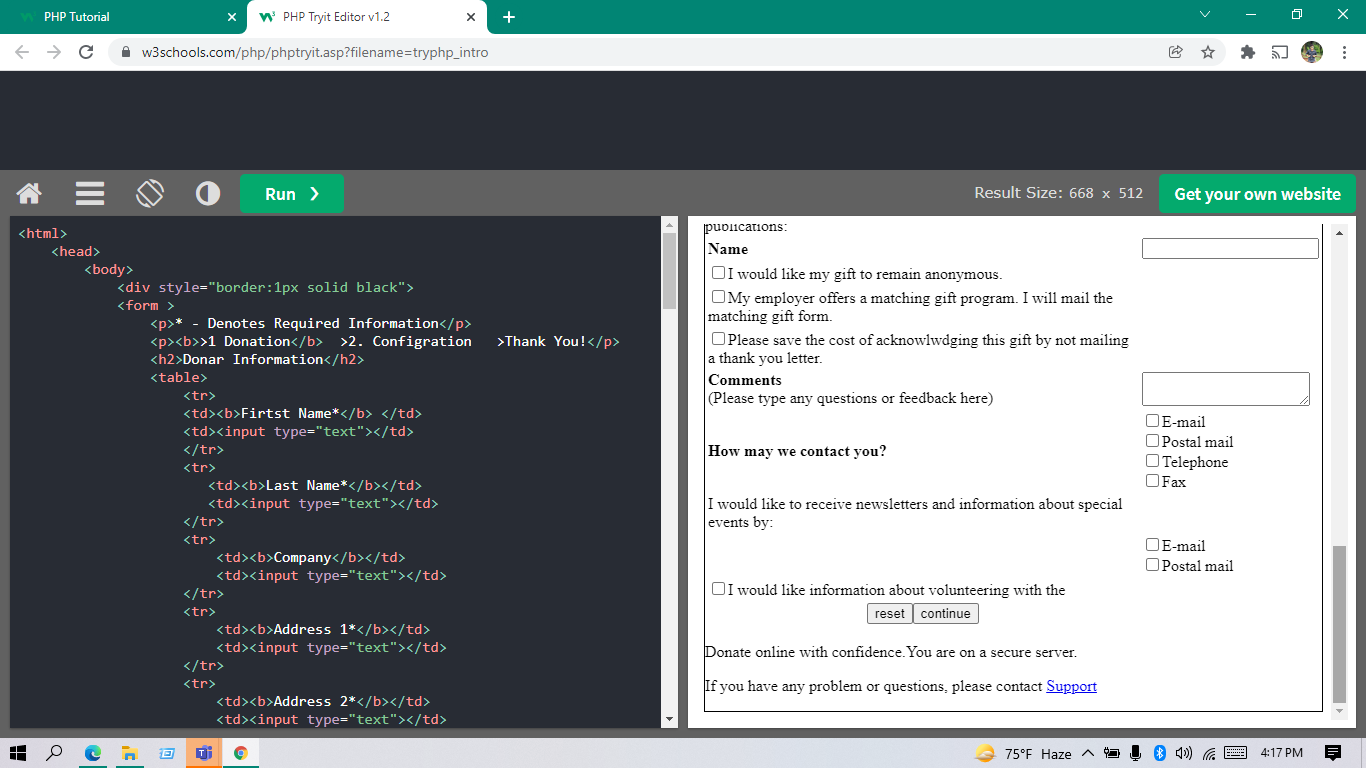 PHP Tutorial
PHP Tryit Editor v1.2
w3schools.com/php/phptryit.asp?filename=tryphp_intro
Run ❯
Result Size: 668 x 512
Get your own website
<html>
<head>
<body>
<div style="border:1px solid black">
<form >
<p>* - Denotes Required Information</p>
<p><b>>1 Donation</b>  >2. Configration   >Thank You!</p>
<h2>Donar Information</h2>
<table>
<tr>
<td><b>Firtst Name*</b> </td>
<td><input type="text"></td>
</tr>
<tr>
<td><b>Last Name*</b></td>
<td><input type="text"></td>
</tr>
<tr>
<td><b>Company</b></td>
<td><input type="text"></td>
</tr>
<tr>
<td><b>Address 1*</b></td>
<td><input type="text"></td>
</tr>
<tr>
<td><b>Address 2*</b></td>
<td><input type="text"></td>
publications:
Name
I would like my gift to remain anonymous.
My employer offers a matching gift program. I will mail the
matching gift form.
Please save the cost of acknowlwdging this gift by not mailing
a thank you letter.
Comments
(Please type any questions or feedback here)
How may we contact you?
E-mail
Postal mail
Telephone
Fax
I would like to receive newsletters and information about special
events by:
E-mail
Postal mail
I would like information about volunteering with the
reset continue
Donate online with confidence.You are on a secure server.
If you have any problem or questions, please contact Support
75°F Haze
4:17 PM